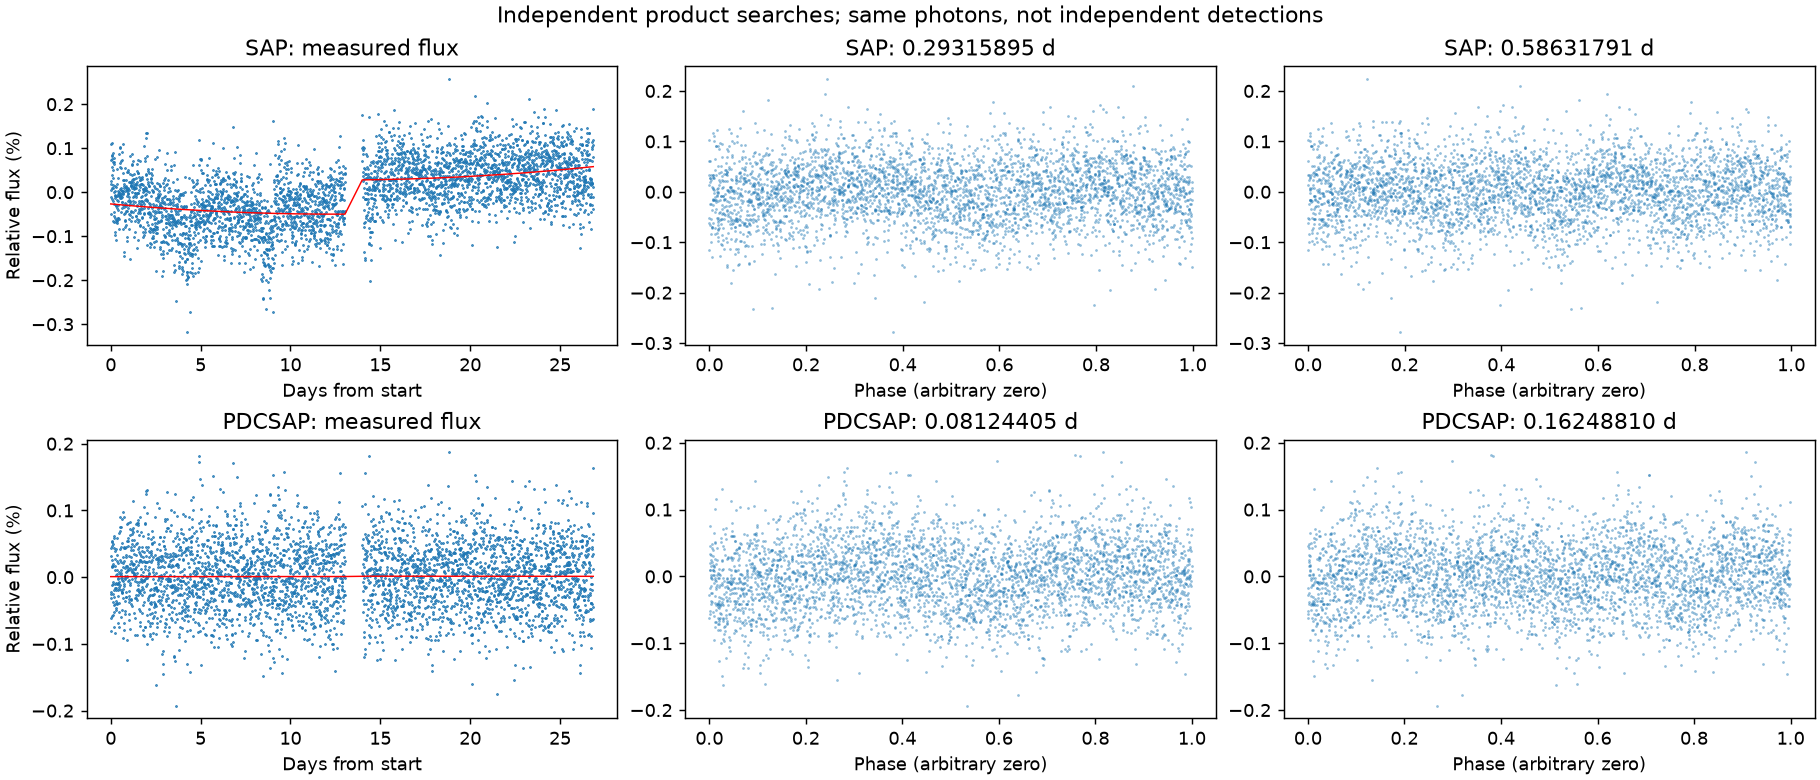 Independent product searches; same photons, not independent detections
SAP: measured flux
Relative flux (%)
0.2
0.1
0.0
−0.1
−0.2
−0.3
0 5 10 15 20 25
Days from start
SAP: 0.29315895 d
0.2
0.1
0.0
−0.1
−0.2
−0.3
0.0 0.2 0.4 0.6 0.8 1.0
Phase (arbitrary zero)
SAP: 0.58631791 d
0.2
0.1
0.0
−0.1
−0.2
−0.3
0.0 0.2 0.4 0.6 0.8 1.0
Phase (arbitrary zero)
PDCSAP: measured flux
Relative flux (%)
0.2
0.1
0.0
−0.1
−0.2
0 5 10 15 20 25
Days from start
PDCSAP: 0.08124405 d
0.2
0.1
0.0
−0.1
−0.2
0.0 0.2 0.4 0.6 0.8 1.0
Phase (arbitrary zero)
PDCSAP: 0.16248810 d
0.2
0.1
0.0
−0.1
−0.2
0.0 0.2 0.4 0.6 0.8 1.0
Phase (arbitrary zero)